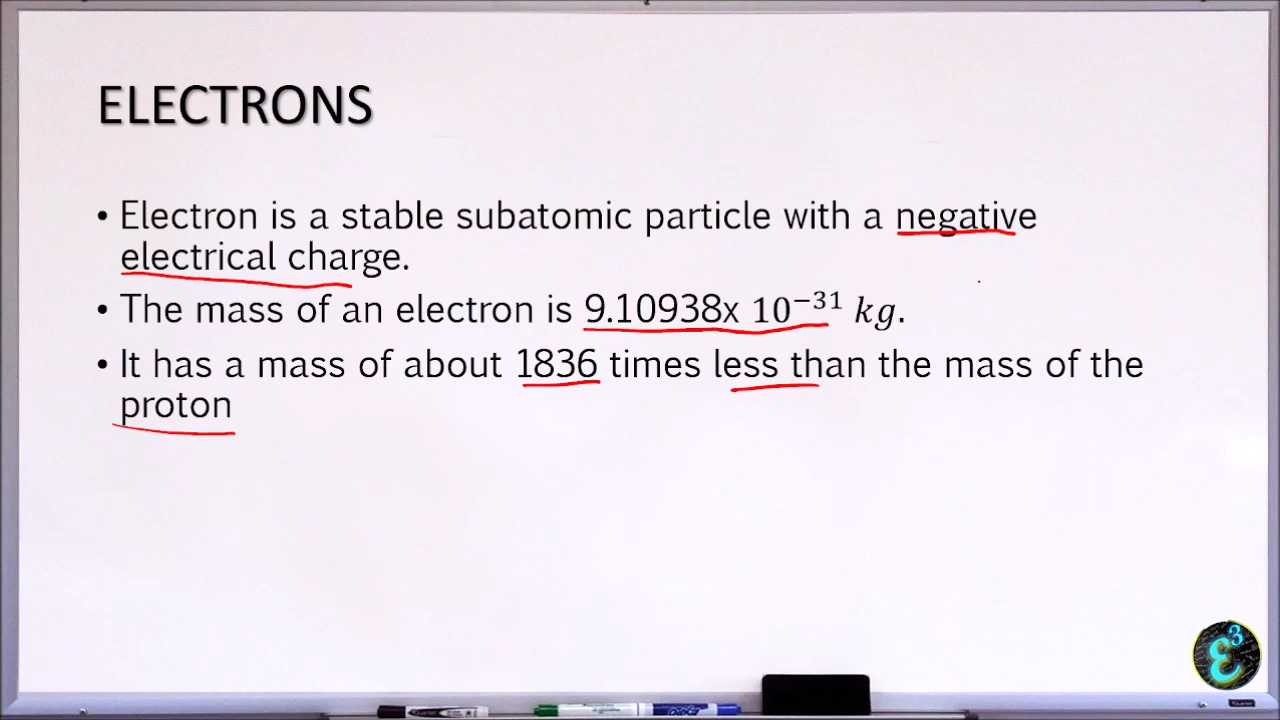 ELECTRONS
• Electron is a stable subatomic particle with a negative
electrical charge.
• The mass of an electron is 9.10938x 10⁻³¹ kg.
• It has a mass of about 1836 times less than the mass of the
proton
ε³